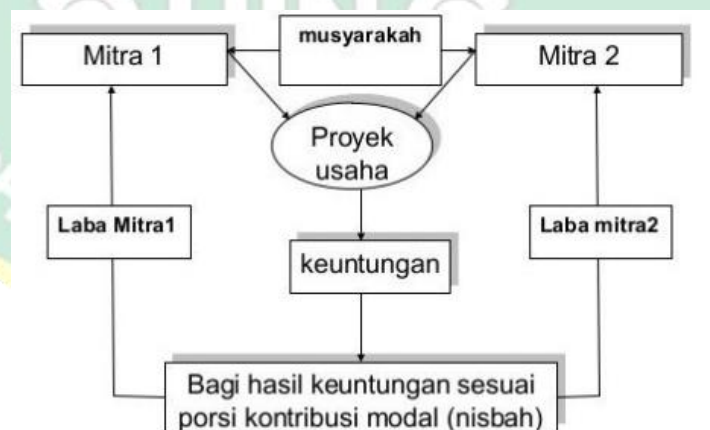 musyarakah
Mitra 1
Mitra 2
Proyek
usaha
Laba Mitra1
Laba mitra2
keuntungan
Bagi hasil keuntungan sesuai
porsi kontribusi modal (nisbah)